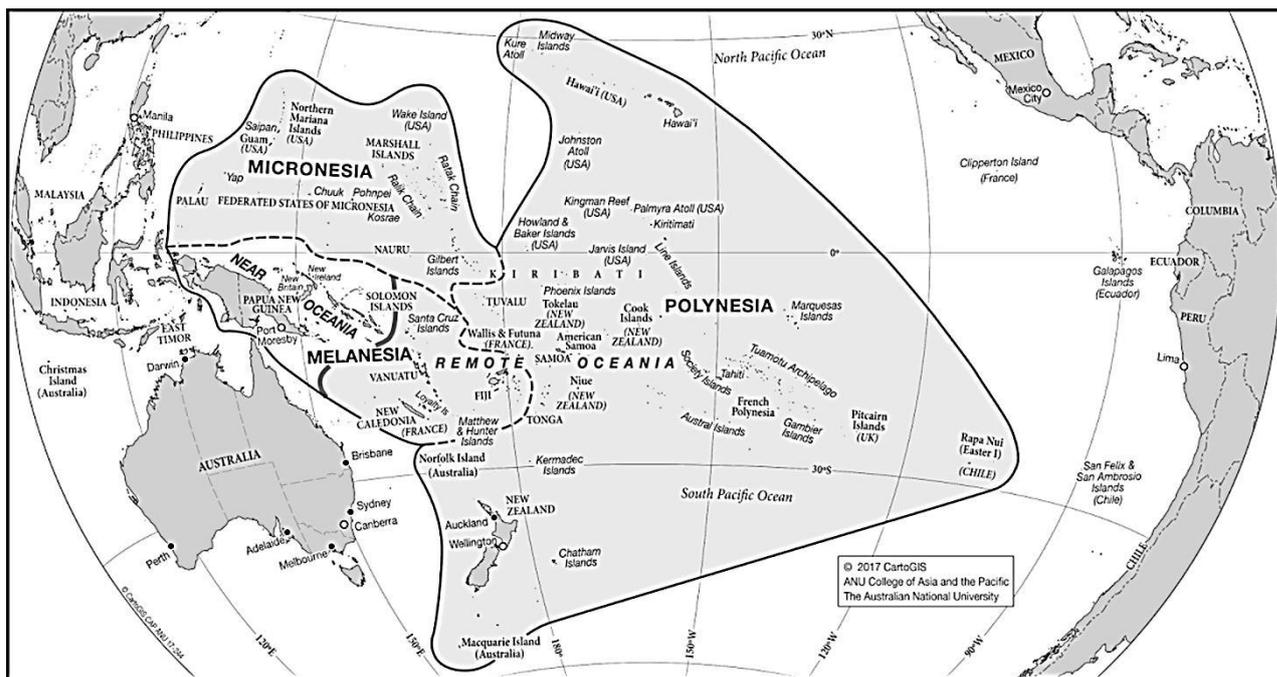 30°N
Midway
Islands
Kure
Atoll
North Pacific Ocean
MEXICO
Mexico
City
Hawai'i (USA)
Hawai'i
Manila
PHILIPPINES
Northern
Mariana
Islands
(USA)
Saipan
Guam
(USA)
Wake Island
(USA)
MARSHALL
ISLANDS
Johnston
Atoll
(USA)
Clipperton Island
(France)
MICRONESIA
Yap
Ratak Chain
Ralik Chain
MALAYSIA
PALAU
Chuuk
Pohnpei
FEDERATED STATES OF MICRONESIA
Kosrae
Kingman Reef
(USA)
Palmyra Atoll (USA)
Kiritimati
COLUMBIA
Howland &
Baker Islands
(USA)
NAURU
Gilbert
Islands
Jarvis Island
(USA)
Line Islands
0°
ECUADOR
Galapagos
Islands
(Ecuador)
KIRIBATI
NEAR
OCEANIA
New
Britain
New
Ireland
INDONESIA
PAPUA NEW
GUINEA
SOLOMON
ISLANDS
TUVALU
Phoenix Islands
Tokelau
(NEW
ZEALAND)
Cook
Islands
(NEW
ZEALAND)
POLYNESIA
Marquesas
Islands
PERU
EAST
TIMOR
Port
Moresby
Santa Cruz
Islands
Wallis & Futuna
(FRANCE)
American
Samoa
SAMOA
Lima
Darwin
MELANESIA
REMOTE OCEANIA
Christmas
Island
(Australia)
VANUATU
FIJI
Niue
(NEW
ZEALAND)
Society Islands
Tahiti
Tuamotu Archipelago
French
Polynesia
Loyalty Is
NEW
CALEDONIA
(FRANCE)
Matthew
& Hunter
Islands
TONGA
Austral Islands
Gambier
Islands
Pitcairn
Islands
(UK)
Rapa Nui
(Easter I)
(CHILE)
AUSTRALIA
Brisbane
Norfolk Island
(Australia)
Kermadec
Islands
30°S
San Felix &
San Ambrosio
Islands
(Chile)
South Pacific Ocean
Sydney
Canberra
NEW
ZEALAND
Auckland
Wellington
Perth
Adelaide
Melbourne
Chatham
Islands
CHILE
© 2017 CartoGIS
ANU College of Asia and the Pacific
The Australian National University
© CartoGIS CAP ANU 17-284
Macquarie Island
(Australia)
120°E
150°E
180°
150°W
120°W
90°W